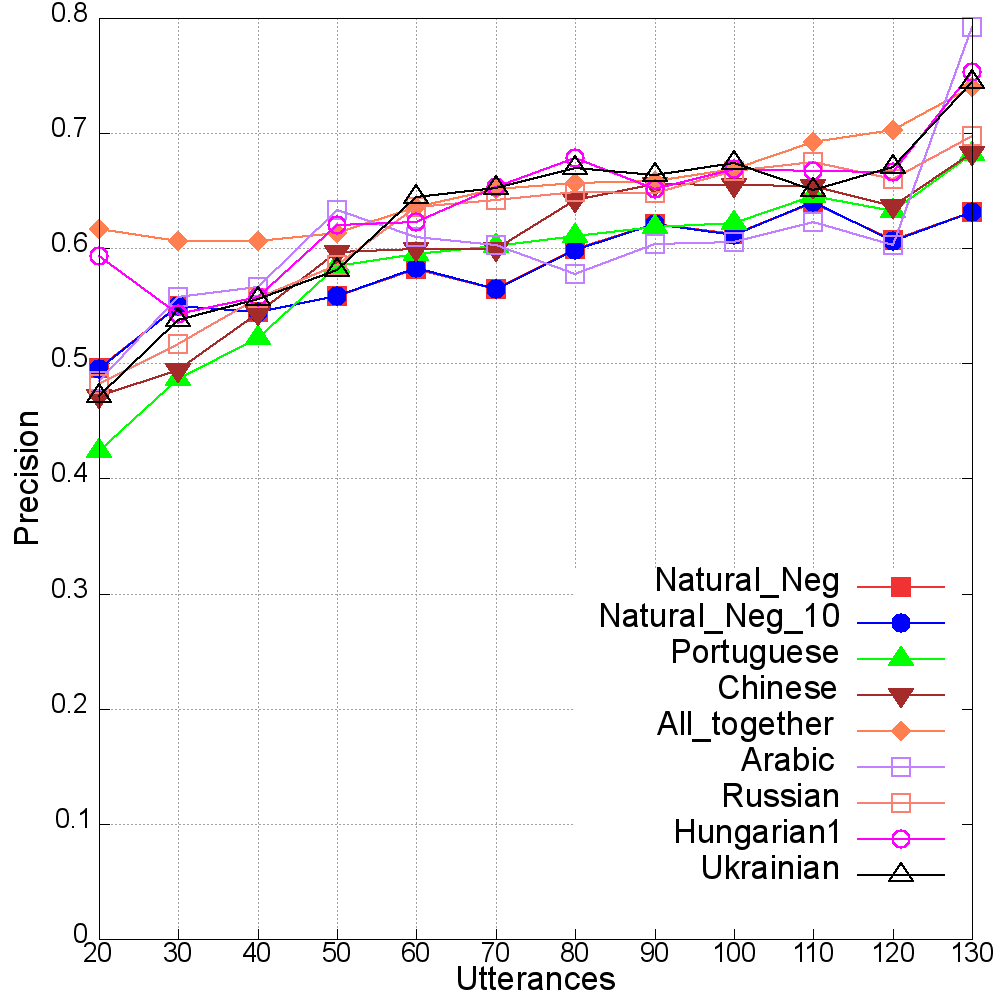 0.8
0.7
0.6
0.5
0.4
0.3
0.2
0.1
0
Precision
Natural_Neg
Natural_Neg_10
Portuguese
Chinese
All_together
Arabic
Russian
Hungarian1
Ukrainian
20 30 40 50 60 70 80 90 100 110 120 130
Utterances